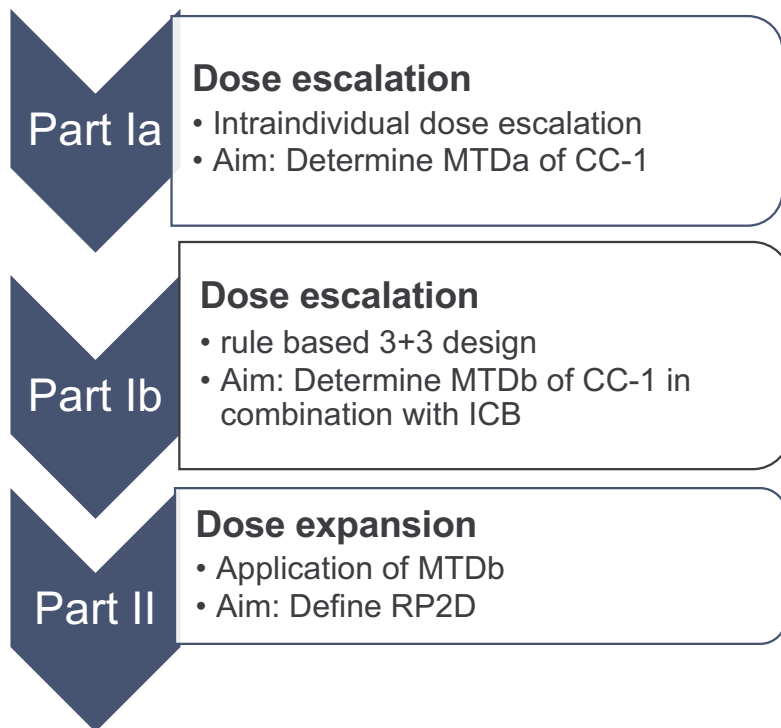 Part Ia
Dose escalation
• Intraindividual dose escalation
• Aim: Determine MTDa of CC-1
Part Ib
Dose escalation
• rule based 3+3 design
• Aim: Determine MTDb of CC-1 in
combination with ICB
Part II
Dose expansion
• Application of MTDb
• Aim: Define RP2D